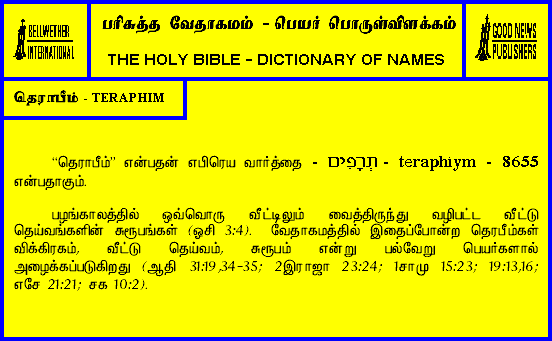 BELLWETHER
INTERNATIONAL
பரிசுத்த வேதாகமம் - பெயர் பொருள்விளக்கம்
THE HOLY BIBLE - DICTIONARY OF NAMES
GOOD NEWS
PUBLISHERS
தெராபீம் - TERAPHIM
“தெராபீம்” என்பதன் எபிரெய வார்த்தை - תְּרָפִים - teraphiym - 8655
என்பதாகும்.
பழங்காலத்தில் ஒவ்வொரு வீட்டிலும் வைத்திருந்து வழிபட்ட வீட்டு
தெய்வங்களின் சுரூபங்கள் (ஓசி 3:4). வேதாகமத்தில் இதைப்போன்ற தெரபீம்கள்
விக்கிரகம், வீட்டு தெய்வம், சுரூபம் என்று பல்வேறு பெயர்களால்
அழைக்கப்படுகிறது (ஆதி 31:19,34-35; 2இராஜா 23:24; 1சாமு 15:23; 19:13,16;
எசே 21:21; சக 10:2).